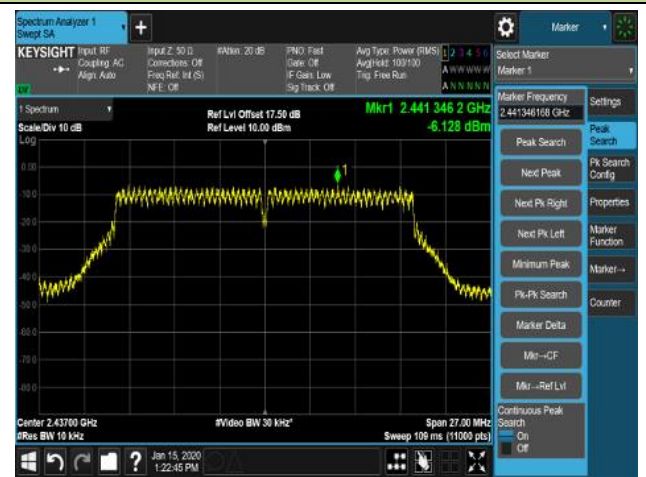 Spectrum Analyzer 1
Swept SA
+
Marker
KEYSIGHT
Input: RF
Coupling: AC
Align: Auto
Input Z: 50 Ω
Corrections: Off
Freq Ref: Int (S)
NFE: Off
#Atten: 20 dB
PNO: Fast
Gate: Off
IF Gain: Low
Sig Track: Off
Avg Type: Power (RMS)
Avg|Hold: 100/100
Trig: Free Run
1 2 3 4 5 6
A W W W W W
A N N N N N
Select Marker
Marker 1
1 Spectrum
Scale/Div 10 dB
Log
Ref Lvl Offset 17.50 dB
Ref Level 10.00 dBm
Mkr1 2.441 346 2 GHz
-6.128 dBm
Marker Frequency
2.441346168 GHz
Settings
Peak Search
Peak
Search
Next Peak
Pk Search
Config
Next Pk Right
Properties
Next Pk Left
Marker
Function
Minimum Peak
Marker→
Pk-Pk Search
Counter
Marker Delta
Mkr→CF
Mkr→Ref Lvl
Continuous Peak
Search
On
Off
1
0.00
-10.0
-20.0
-30.0
-40.0
-50.0
-60.0
-70.0
-80.0
Center 2.43700 GHz
#Res BW 10 kHz
#Video BW 30 kHz*
Span 27.00 MHz
Sweep 109 ms (11000 pts)
?
Jan 15, 2020
1:22:45 PM